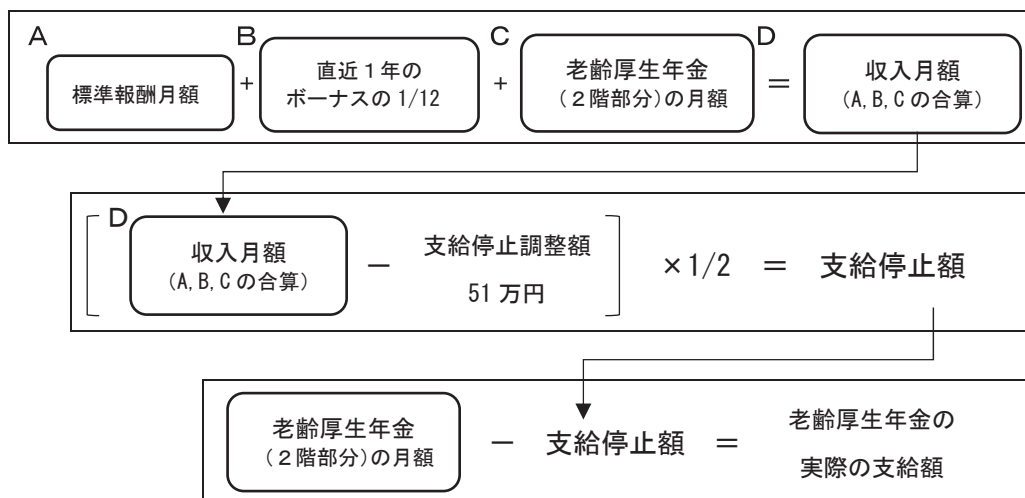 A
標準報酬月額
+
B
直近１年の
ボーナスの 1/12
+
C
老齢厚生年金
（２階部分）の月額
＝
D
収入月額
（A,B,C の合算）
D
収入月額
（A,B,C の合算）
－
支給停止調整額
51 万円
×1/2 ＝ 支給停止額
老齢厚生年金
（２階部分）の月額
－ 支給停止額 ＝
老齢厚生年金の
実際の支給額